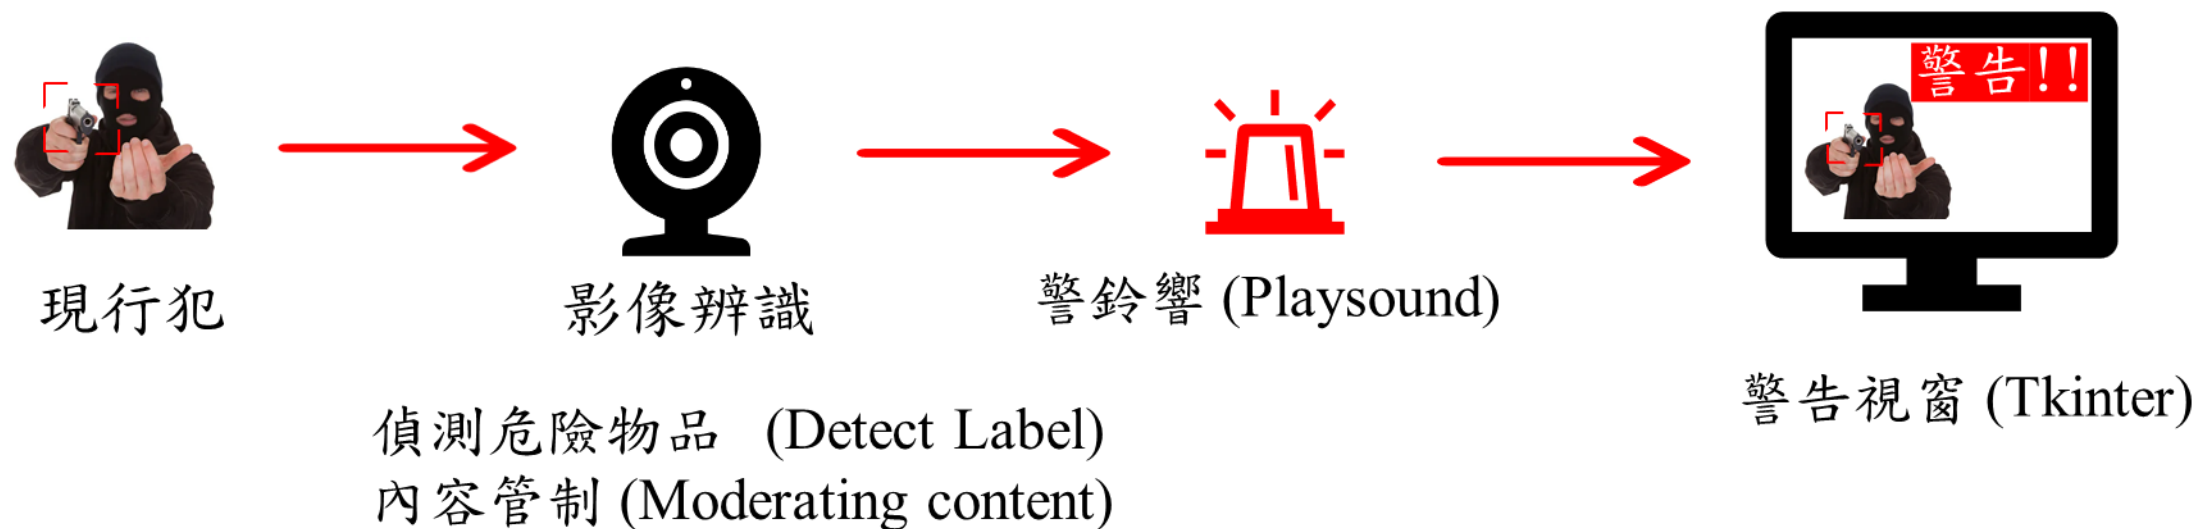 警告!!
現行犯
影像辨識
警鈴響 (Playsound)
警告視窗 (Tkinter)
偵測危險物品 (Detect Label)
內容管制 (Moderating content)